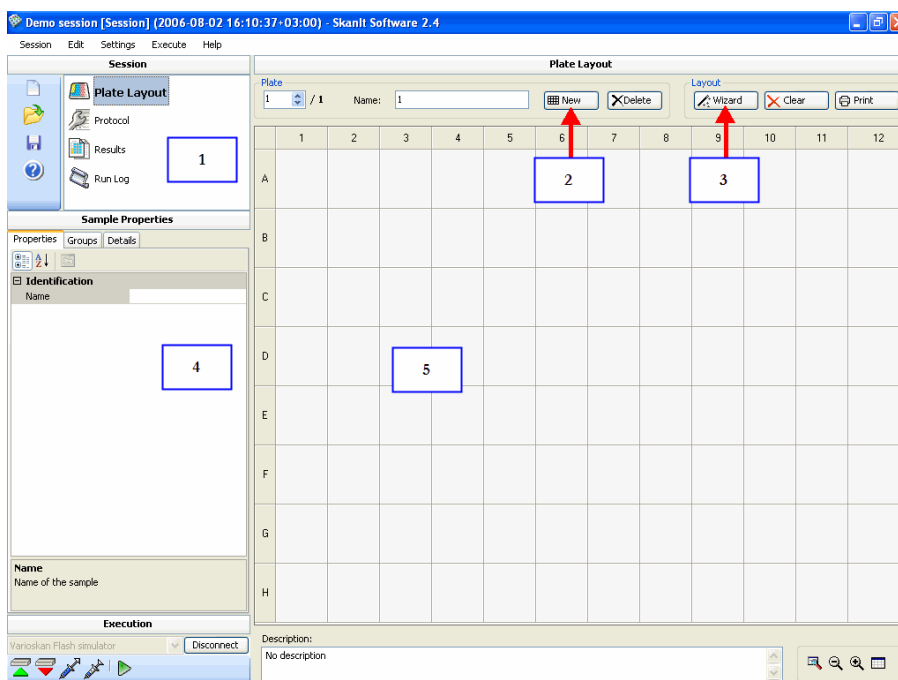 Demo session [Session] (2006-08-02 16:10:37+03:00) - SkanIt Software 2.4
Session Edit Settings Execute Help
Session
Plate Layout
Protocol
Results
Run Log
1
Sample Properties
Properties Groups Details
Identification
Name
4
Name
Name of the sample
Execution
Varioskan Flash simulator Disconnect
Plate Layout
Plate
1 / 1 Name: 1 New Delete
Layout
Wizard Clear Print
1 2 3 4 5 6 7 8 9 10 11 12
A
2 3
B
C
D
5
E
F
G
H
Description:
No description